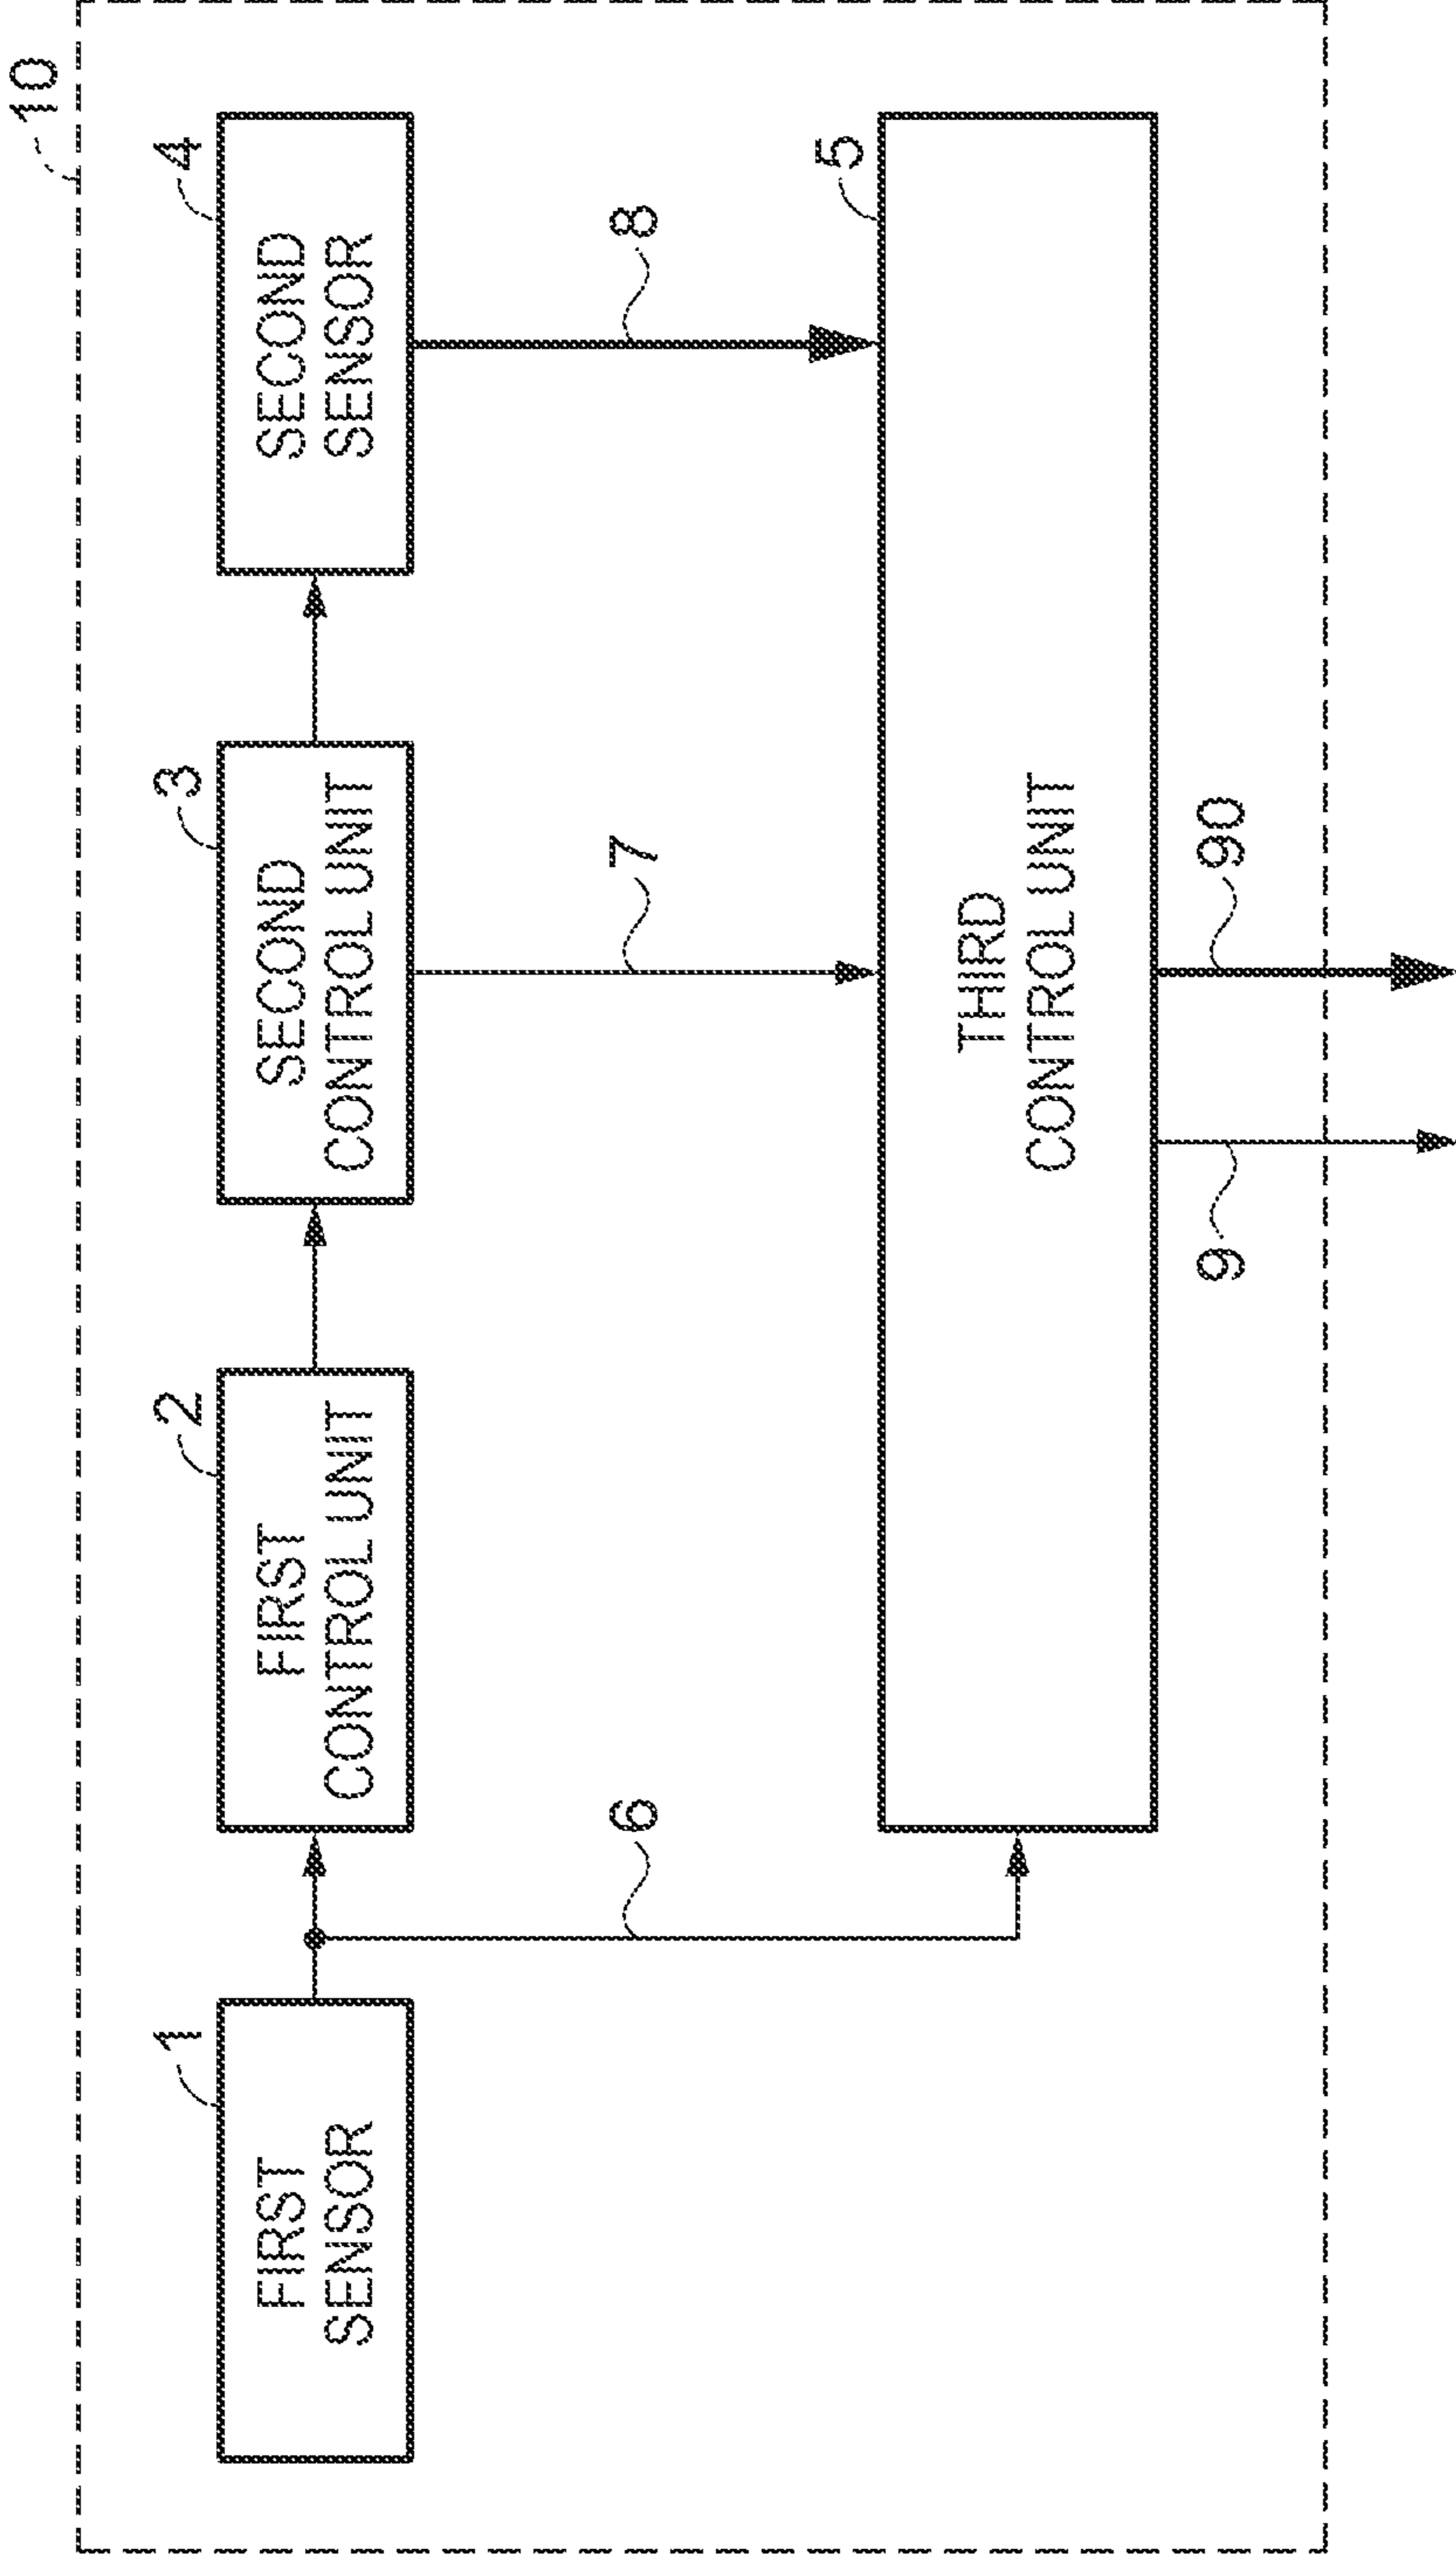 10
1
FIRST
SENSOR
2
FIRST
CONTROL UNIT
3
SECOND
CONTROL UNIT
4
SECOND
SENSOR
6
7
8
5
THIRD
CONTROL UNIT
9
90